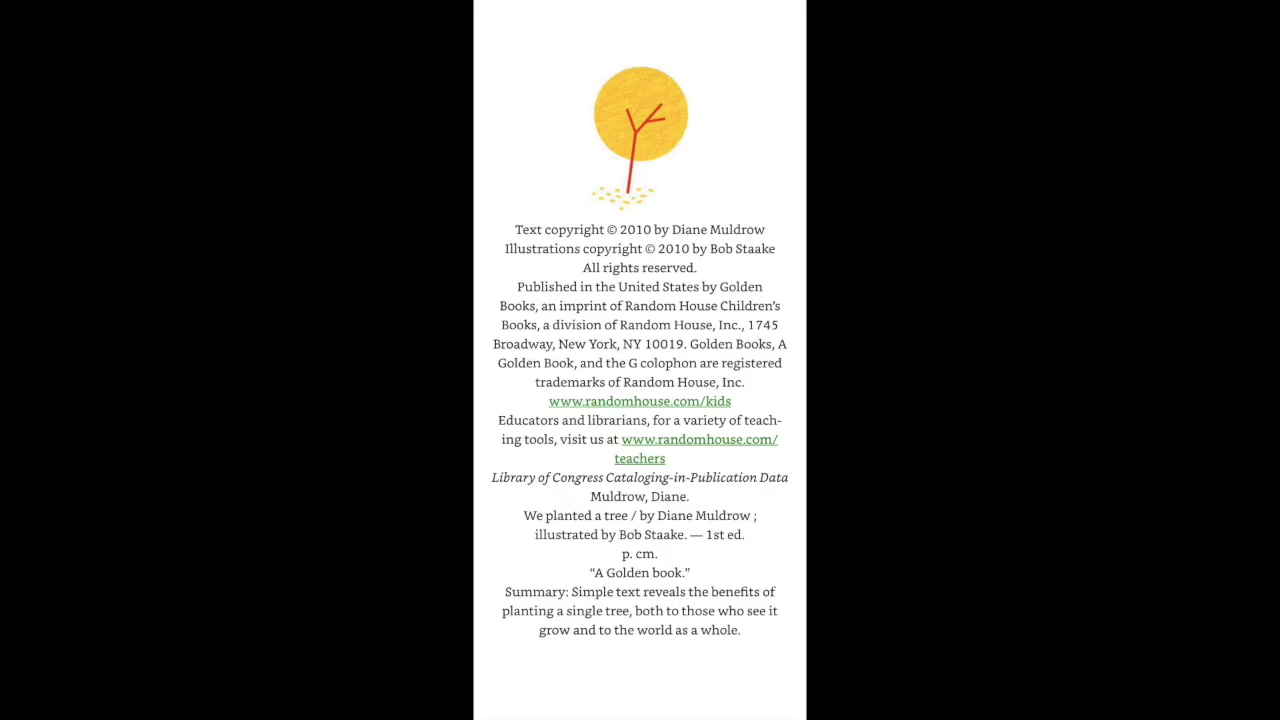 Text copyright © 2010 by Diane Muldrow
Illustrations copyright © 2010 by Bob Staake
All rights reserved.
Published in the United States by Golden
Books, an imprint of Random House Children's
Books, a division of Random House, Inc., 1745
Broadway, New York, NY 10019. Golden Books, A
Golden Book, and the G colophon are registered
trademarks of Random House, Inc.
www.randomhouse.com/kids
Educators and librarians, for a variety of teach-
ing tools, visit us at www.randomhouse.com/
teachers
Library of Congress Cataloging-in-Publication Data
Muldrow, Diane.
We planted a tree / by Diane Muldrow ;
illustrated by Bob Staake. — 1st ed.
p. cm.
“A Golden book.”
Summary: Simple text reveals the benefits of
planting a single tree, both to those who see it
grow and to the world as a whole.